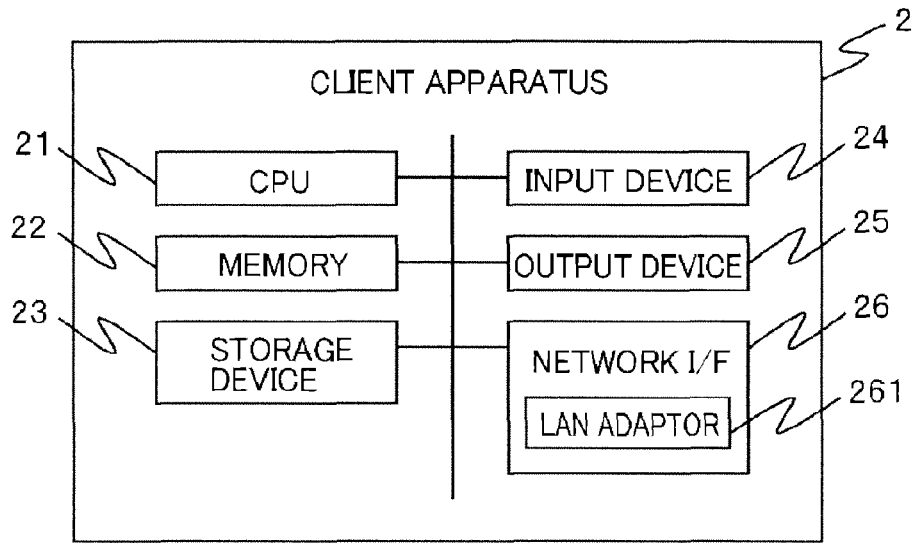 2
CLIENT APPARATUS
21
CPU
INPUT DEVICE
24
22
MEMORY
OUTPUT DEVICE
25
23
STORAGE
DEVICE
NETWORK I/F
26
LAN ADAPTOR
261